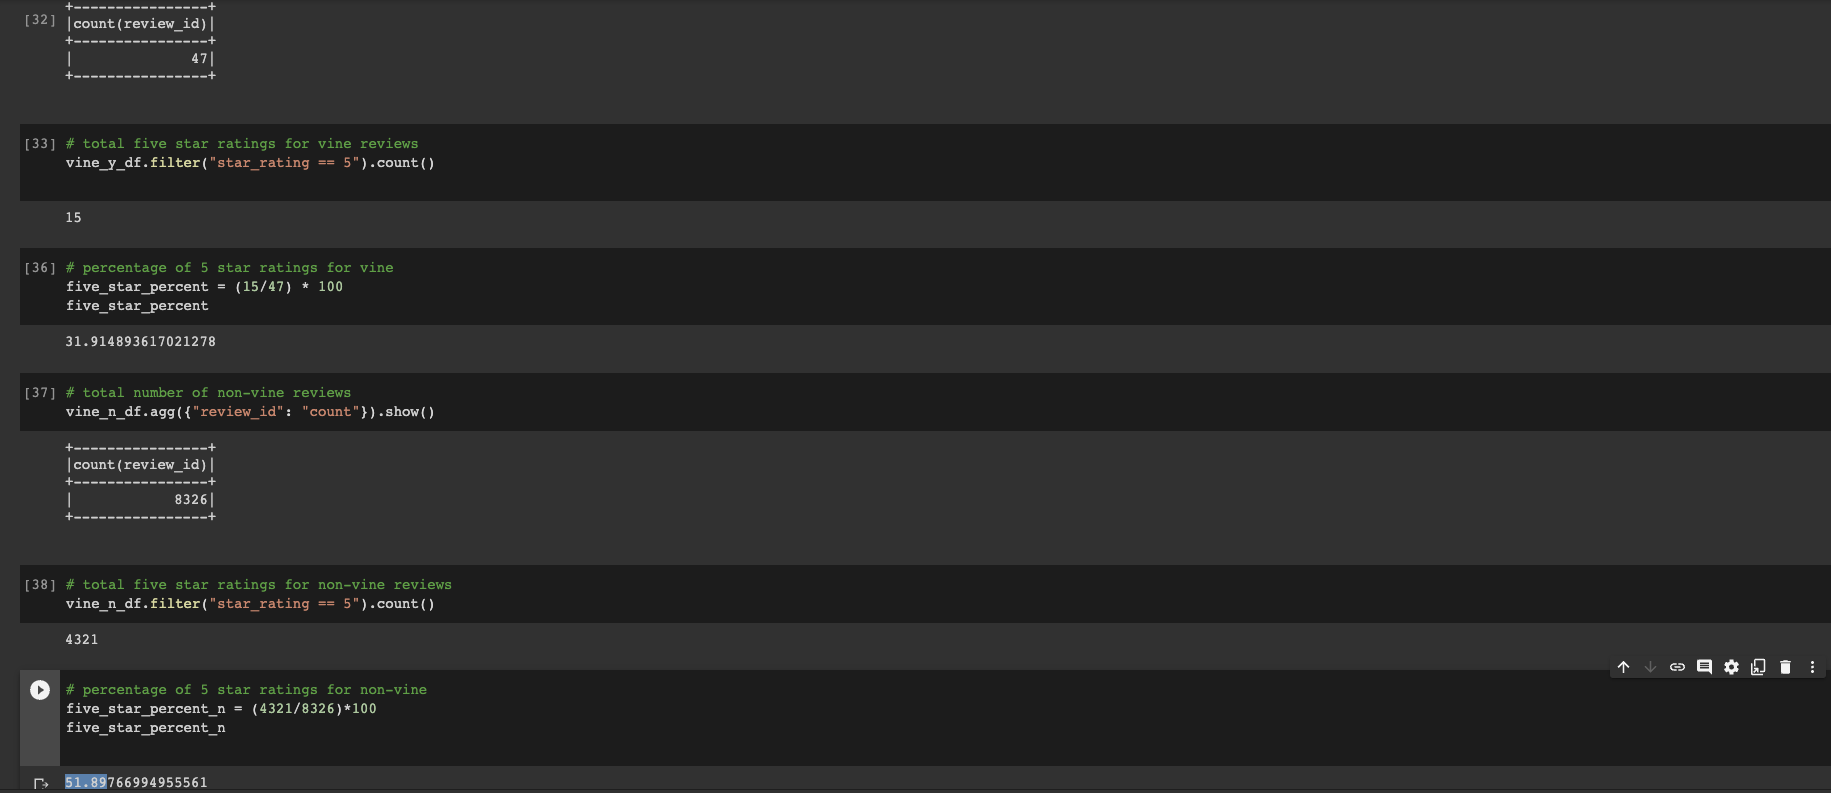 +----------------+
[32] |count(review_id)|
+----------------+
|              47|
+----------------+
[33] # total five star ratings for vine reviews
vine_y_df.filter("star_rating == 5").count()
15
[36] # percentage of 5 star ratings for vine
five_star_percent = (15/47) * 100
five_star_percent
31.914893617021278
[37] # total number of non-vine reviews
vine_n_df.agg({"review_id": "count"}).show()
+----------------+
|count(review_id)|
+----------------+
|            8326|
+----------------+
[38] # total five star ratings for non-vine reviews
vine_n_df.filter("star_rating == 5").count()
4321
# percentage of 5 star ratings for non-vine
five_star_percent_n = (4321/8326)*100
five_star_percent_n
51.89766994955561